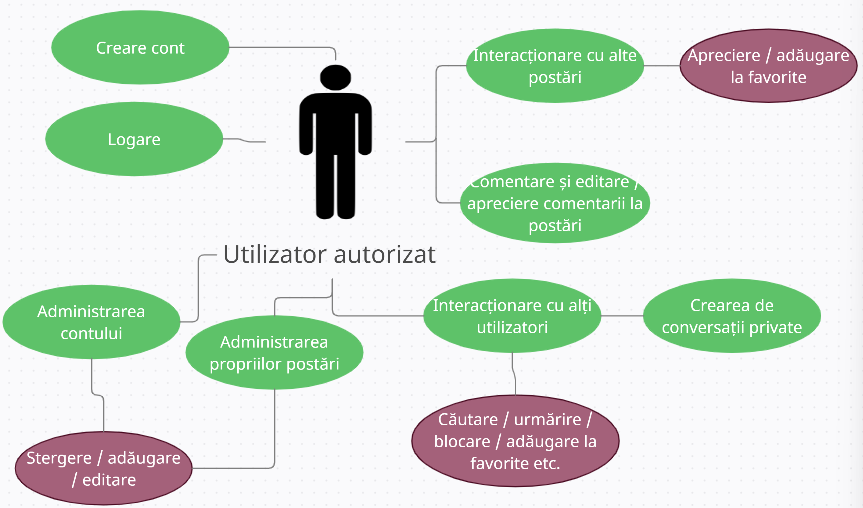 Creare cont
Interacționare cu alte
postări
Apreciere / adăugare
la favorite
Logare
Comentare și editare /
apreciere comentarii la
postări
Utilizator autorizat
Administrarea
contului
Administrarea
propriilor postări
Interacționare cu alți
utilizatori
Crearea de
conversații private
Stergere / adăugare
/ editare
Căutare / urmărire /
blocare / adăugare la
favorite etc.